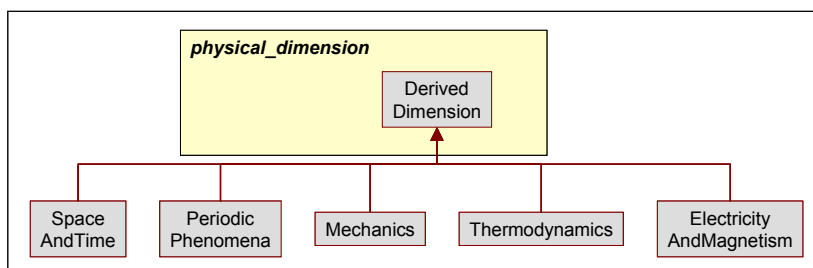 physical_dimension
Derived
Dimension
Space
AndTime
Periodic
Phenomena
Mechanics
Thermodynamics
Electricity
AndMagnetism